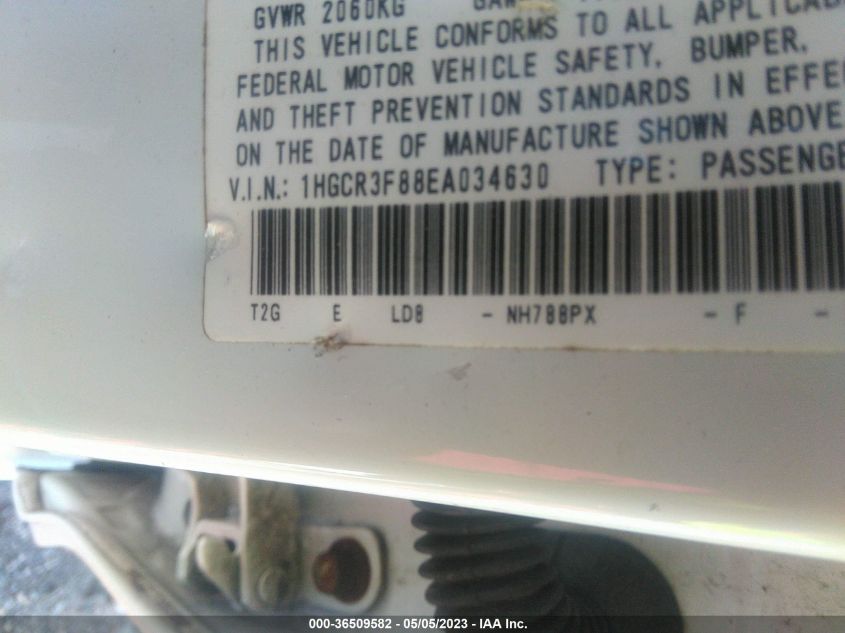 GVWR 2060KG
THIS VEHICLE CONFORMS TO ALL APPLICAB
FEDERAL MOTOR VEHICLE SAFETY, BUMPER,
AND THEFT PREVENTION STANDARDS IN EFFE
ON THE DATE OF MANUFACTURE SHOWN ABOVE
V.I.N.: 1HGCR3F88EA034630 TYPE: PASSENGE
T2G E LD8 - NH788PX - F -
000-36509582 - 05/05/2023 - IAA Inc.